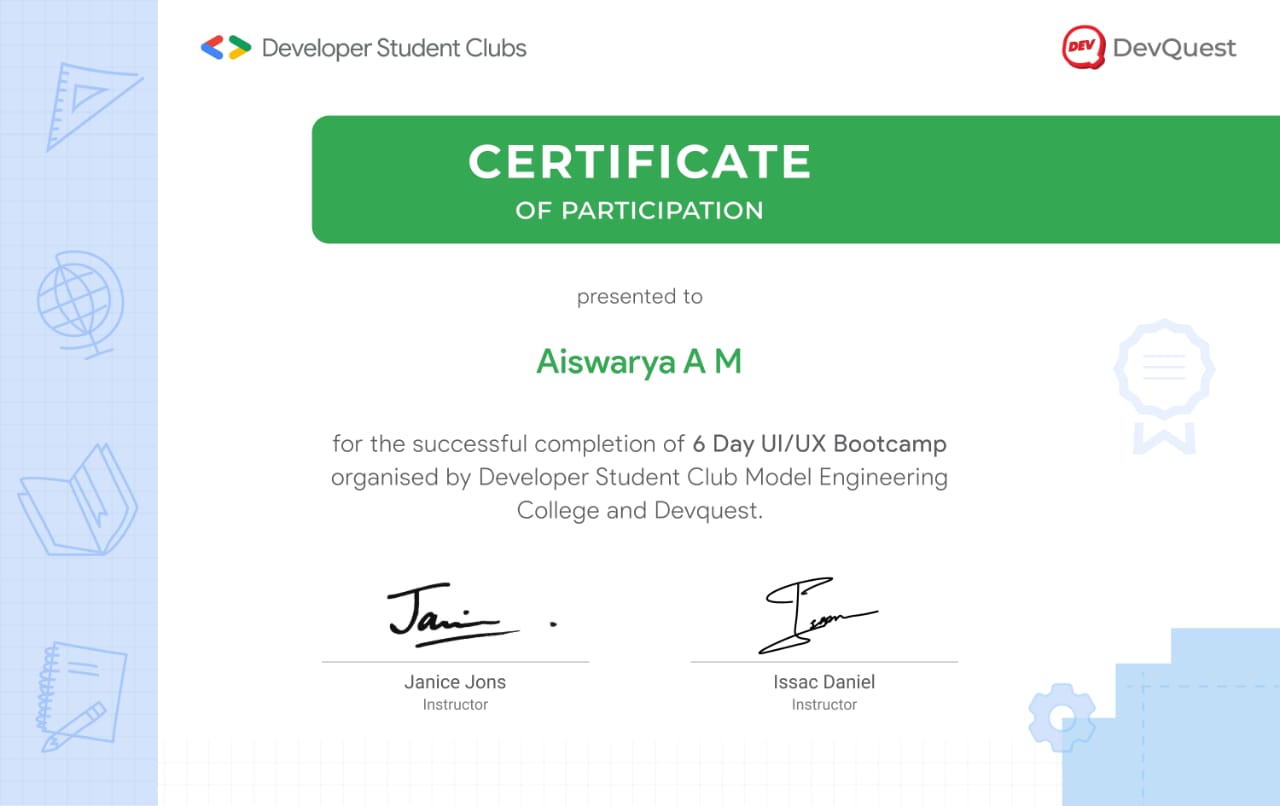 Developer Student Clubs
DEV DevQuest
CERTIFICATE
OF PARTICIPATION
presented to
Aiswarya A M
for the successful completion of 6 Day UI/UX Bootcamp
organised by Developer Student Club Model Engineering
College and Devquest.
Janice Jons
Instructor
Issac Daniel
Instructor